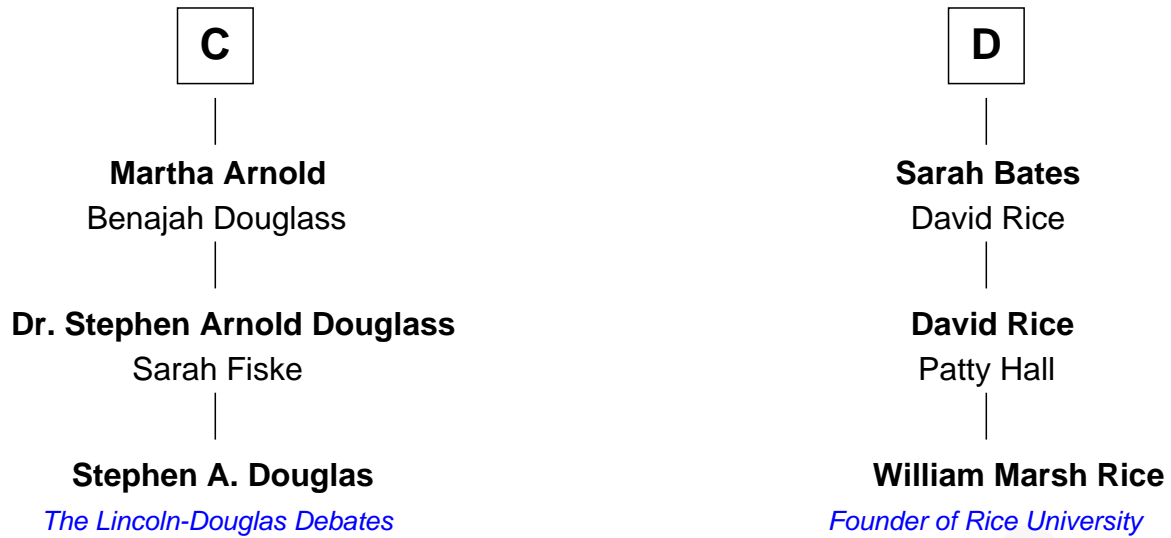 C
Martha Arnold
Benajah Douglass
Dr. Stephen Arnold Douglass
Sarah Fiske
Stephen A. Douglas
The Lincoln-Douglas Debates
D
Sarah Bates
David Rice
David Rice
Patty Hall
William Marsh Rice
Founder of Rice University